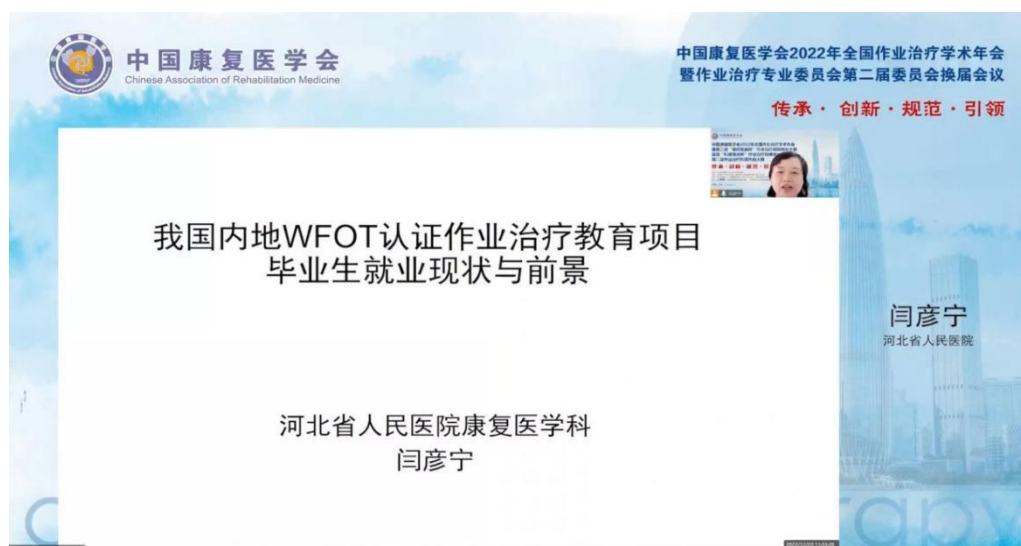 中国康复医学会
Chinese Association of Rehabilitation Medicine
中国康复医学会2022年全国作业治疗学术年会
暨作业治疗专业委员会第二届委员会换届会议
传承 · 创新 · 规范 · 引领
我国内地WFOT认证作业治疗教育项目
毕业生就业现状与前景
闫彦宁
河北省人民医院
河北省人民医院康复医学科
闫彦宁